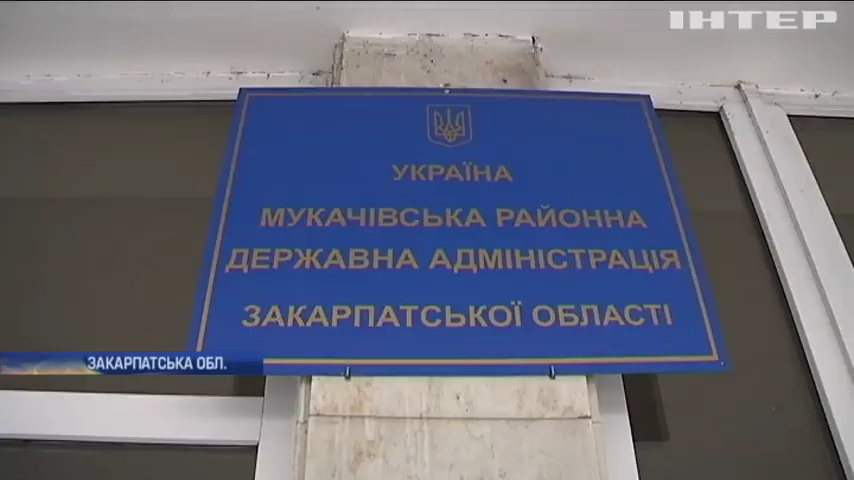 ІНТЕР
УКРАЇНА
МУКАЧІВСЬКА РАЙОННА
ДЕРЖАВНА АДМІНІСТРАЦІЯ
ЗАКАРПАТСЬКОЇ ОБЛАСТІ
ЗАКАРПАТСЬКА ОБЛ.